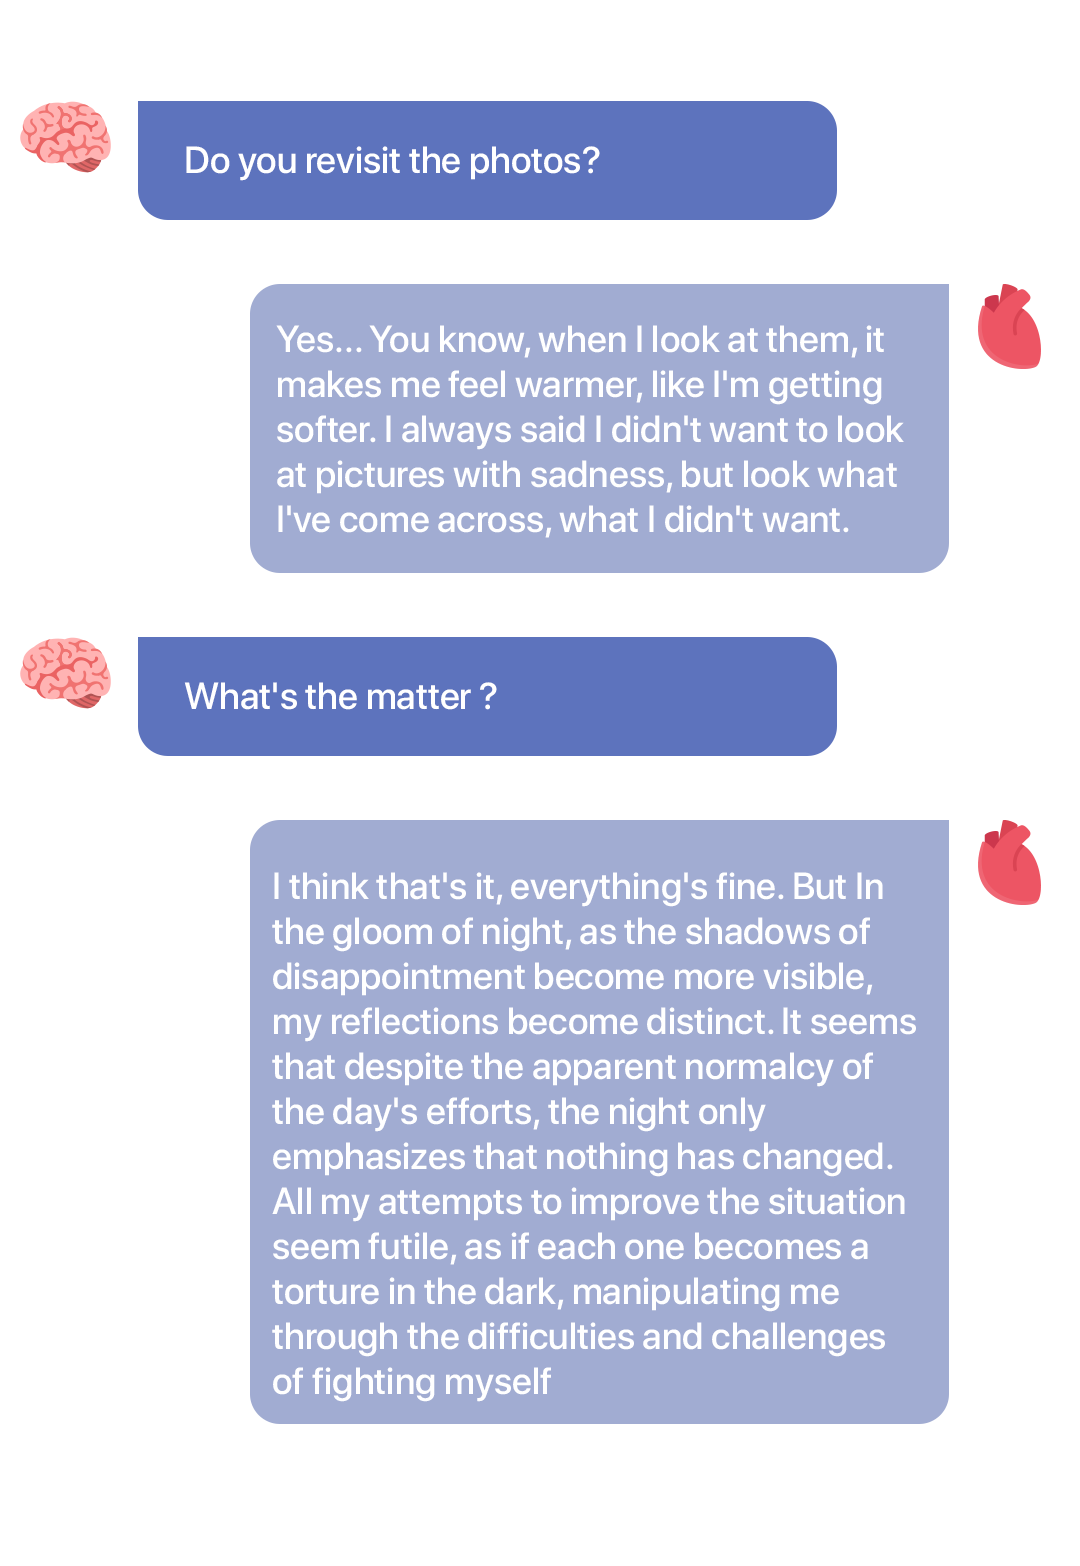 Do you revisit the photos?
Yes... You know, when I look at them, it
makes me feel warmer, like I'm getting
softer. I always said I didn't want to look
at pictures with sadness, but look what
I've come across, what I didn't want.
What's the matter ?
I think that's it, everything's fine. But In
the gloom of night, as the shadows of
disappointment become more visible,
my reflections become distinct. It seems
that despite the apparent normalcy of
the day's efforts, the night only
emphasizes that nothing has changed.
All my attempts to improve the situation
seem futile, as if each one becomes a
torture in the dark, manipulating me
through the difficulties and challenges
of fighting myself